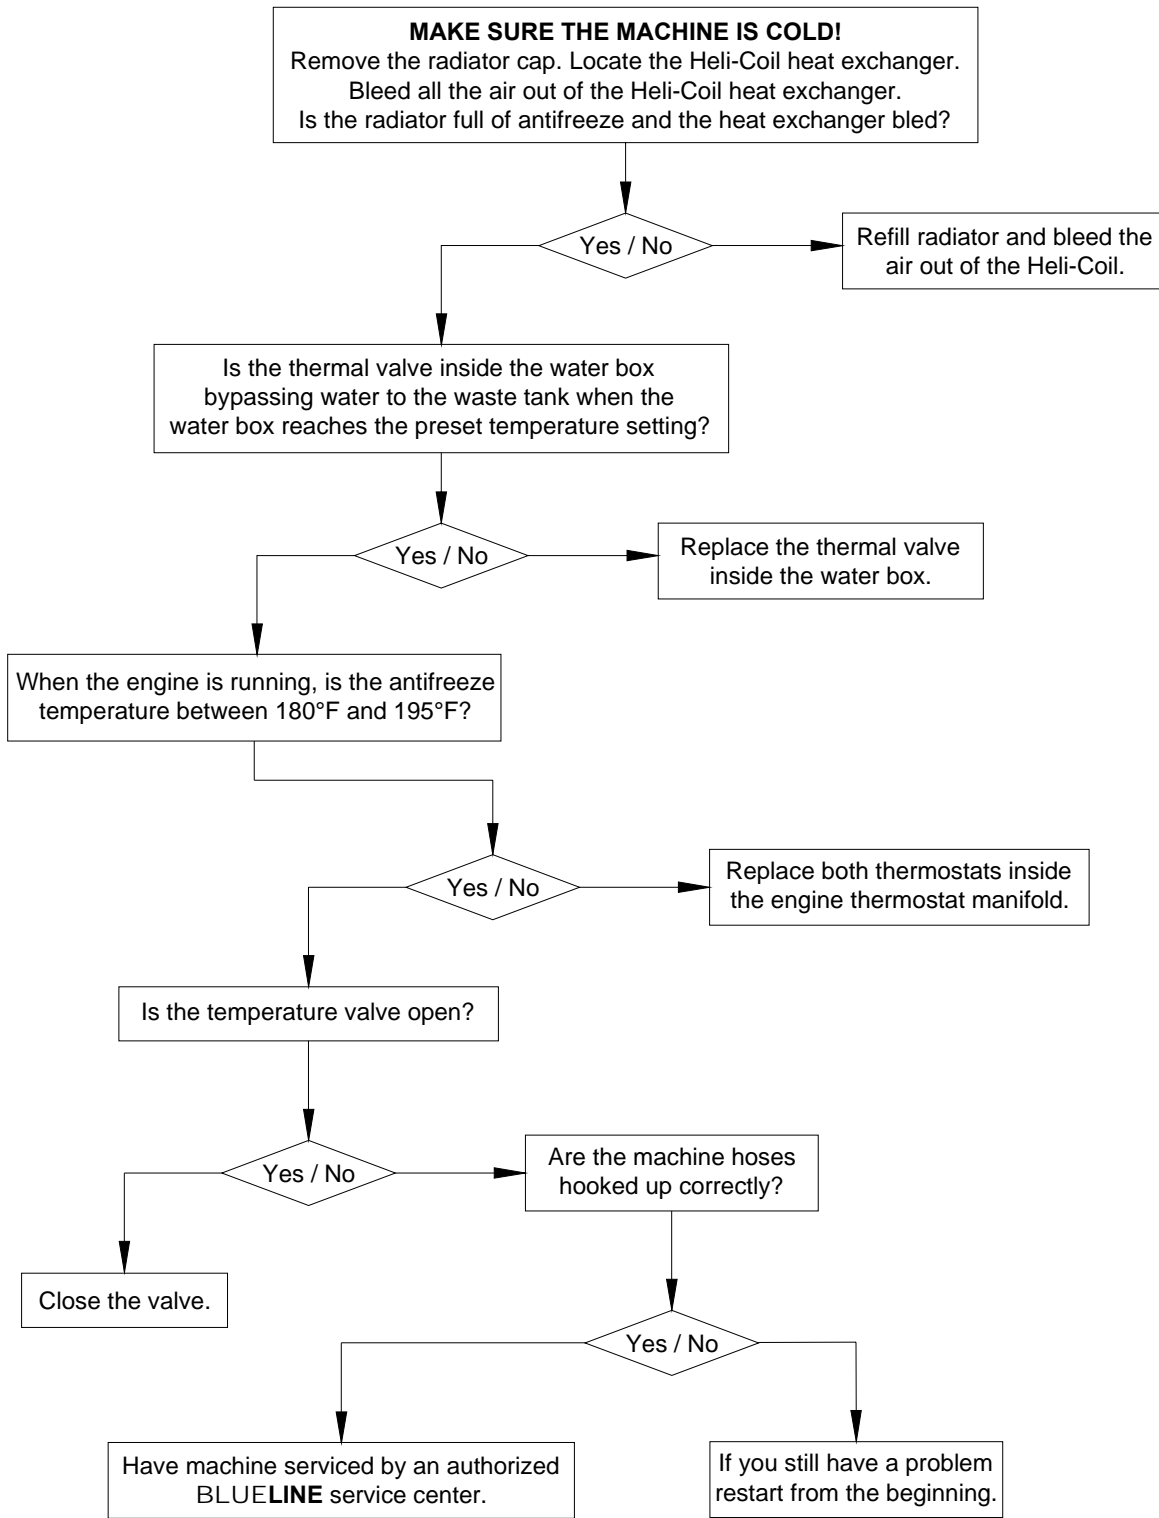 MAKE SURE THE MACHINE IS COLD!
Remove the radiator cap. Locate the Heli-Coil heat exchanger.
Bleed all the air out of the Heli-Coil heat exchanger.
Is the radiator full of antifreeze and the heat exchanger bled?
Yes / No
Refill radiator and bleed the
air out of the Heli-Coil.
Is the thermal valve inside the water box
bypassing water to the waste tank when the
water box reaches the preset temperature setting?
Yes / No
Replace the thermal valve
inside the water box.
When the engine is running, is the antifreeze
temperature between 180°F and 195°F?
Yes / No
Replace both thermostats inside
the engine thermostat manifold.
Is the temperature valve open?
Yes / No
Are the machine hoses
hooked up correctly?
Close the valve.
Yes / No
Have machine serviced by an authorized
BLUELINE service center.
If you still have a problem
restart from the beginning.